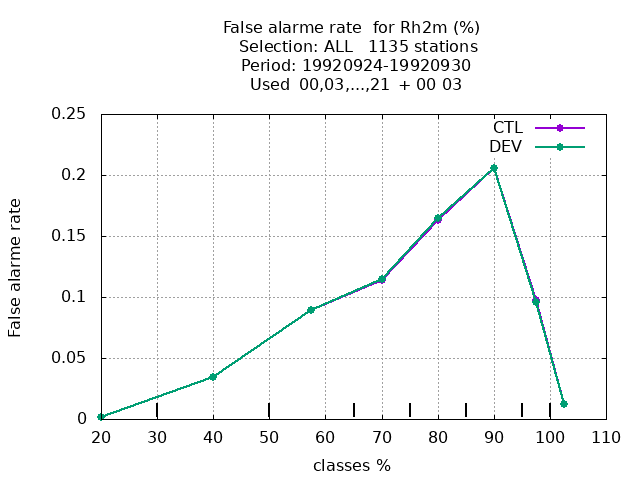 False alarme rate  for Rh2m (%)
Selection: ALL   1135 stations
Period: 19920924-19920930
Used  00,03,...,21  + 00 03
0.25
CTL
DEV
0.2
0.15
False alarme rate
0.1
0.05
0
20 30 40 50 60 70 80 90 100 110
classes %